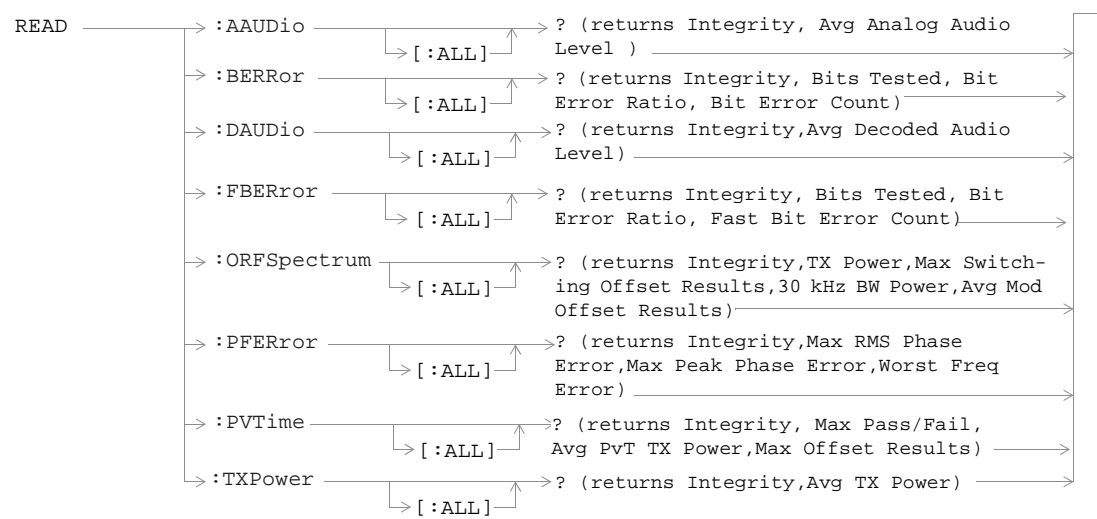 READ :AAUDio ? (returns Integrity, Avg Analog Audio
[:ALL] Level )
:BERRor ? (returns Integrity, Bits Tested, Bit
[:ALL] Error Ratio, Bit Error Count)
:DAUDio ? (returns Integrity,Avg Decoded Audio
[:ALL] Level)
:FBERror ? (returns Integrity, Bits Tested, Bit
[:ALL] Error Ratio, Fast Bit Error Count)
:ORFSpectrum ? (returns Integrity,TX Power,Max Switch-
[:ALL] ing Offset Results,30 kHz BW Power,Avg Mod
Offset Results)
:PFERror ? (returns Integrity,Max RMS Phase
[:ALL] Error,Max Peak Phase Error,Worst Freq
Error)
:PVTime ? (returns Integrity, Max Pass/Fail,
[:ALL] Avg PvT TX Power,Max Offset Results)
:TXPower ? (returns Integrity,Avg TX Power)
[:ALL]